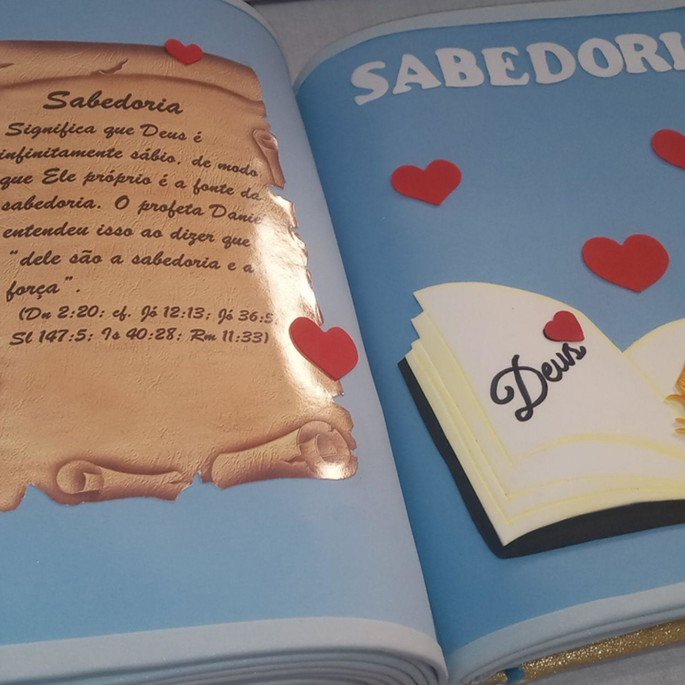 Sabedoria
Significa que Deus é
infinitamente sábio, de modo
que Ele próprio é a fonte da
sabedoria. O profeta Danie
entendeu isso ao dizer que
"dele são a sabedoria e a
força".
(Dn 2:20; cf. Jó 12:13; Jó 36:5;
Sl 147:5; Is 40:28; Rm 11:33)
SABEDORI
Deus